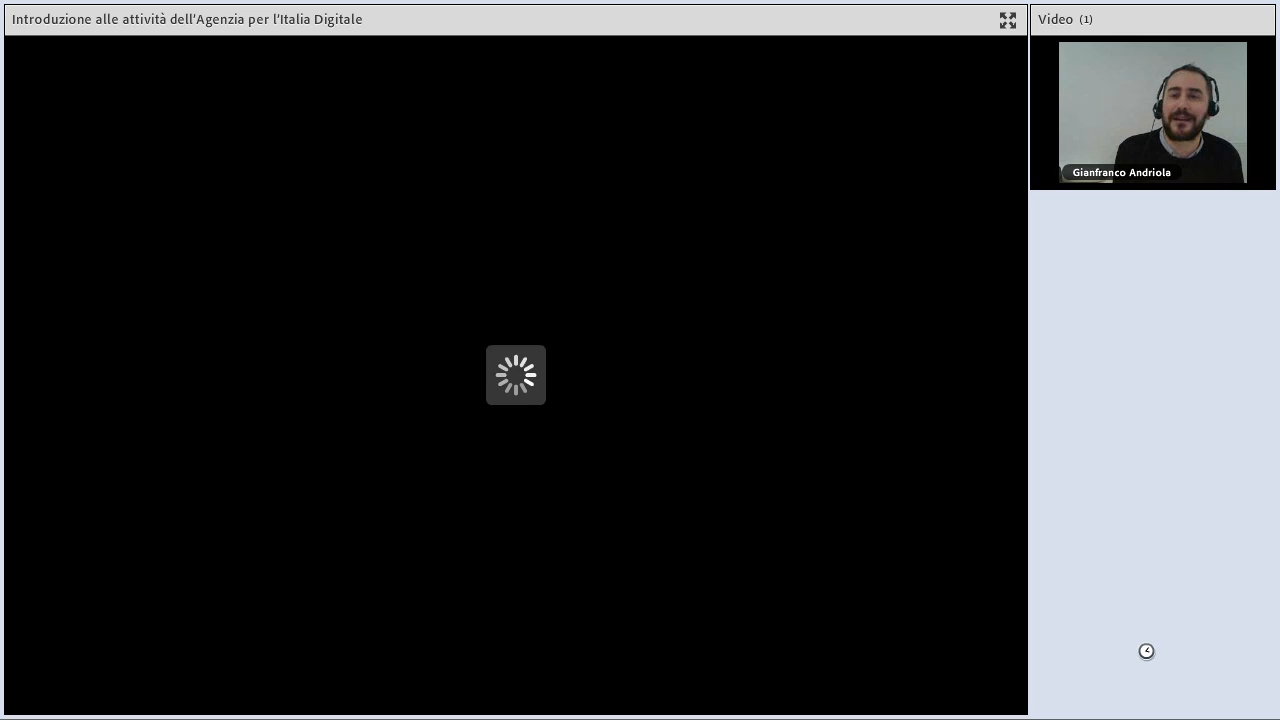 Introduzione alle attività dell'Agenzia per l'Italia Digitale
Video (1)
Gianfranco Andriola